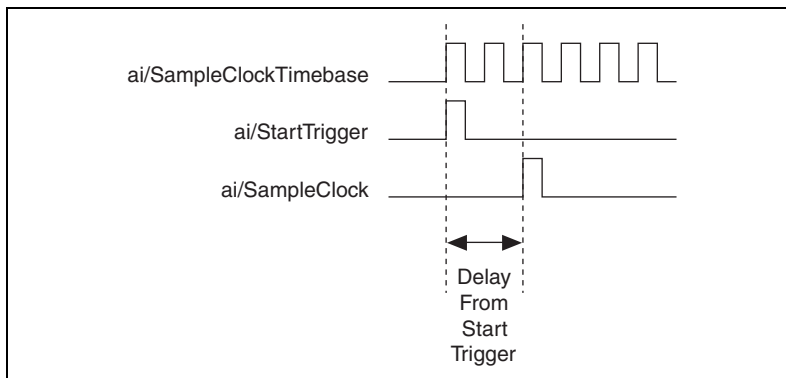 ai/SampleClockTimebase
ai/StartTrigger
ai/SampleClock
Delay
From
Start
Trigger